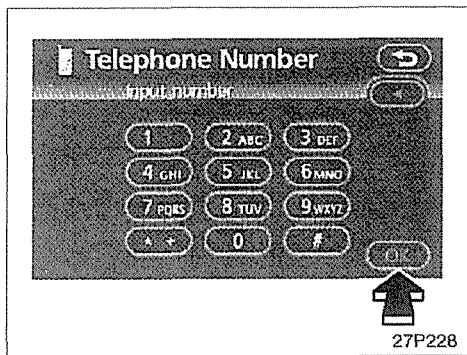 Telephone Number
Input number
1 2 ABC 3 DEF
4 GHI 5 JKL 6 MNO
7 PQRS 8 TUV 9 WXYZ
* + 0 #
OK
27P228